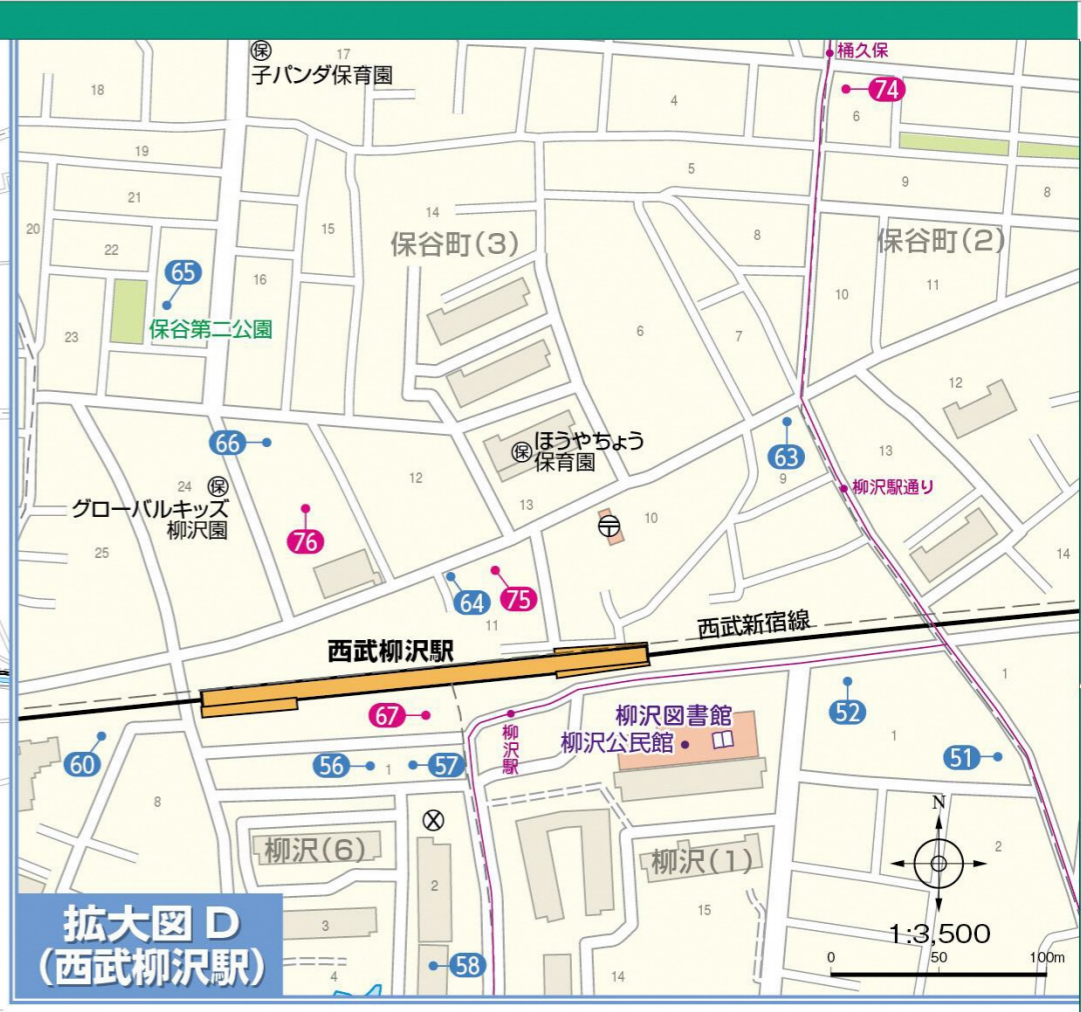 桶久保
保
子パンダ保育園
17
18
4
74
6
19
5
21
9
8
20
15
14
保谷町(3)
22
8
保谷町(2)
65
16
10
11
23
保谷第二公園
6
7
12
66
ほうやちょう
保
保育園
63
13
12
24
保
9
柳沢駅通り
グローバルキッズ
柳沢園
13
10
〒
76
25
14
64
75
11
西武新宿線
西武柳沢駅
1
67
柳沢図書館
52
柳沢駅
柳沢公民館
60
56
1
57
1
51
8
X
N
柳沢(6)
柳沢(1)
2
2
拡大図 D
(西武柳沢駅)
3
15
1:3,500
0
50
100m
4
58
14